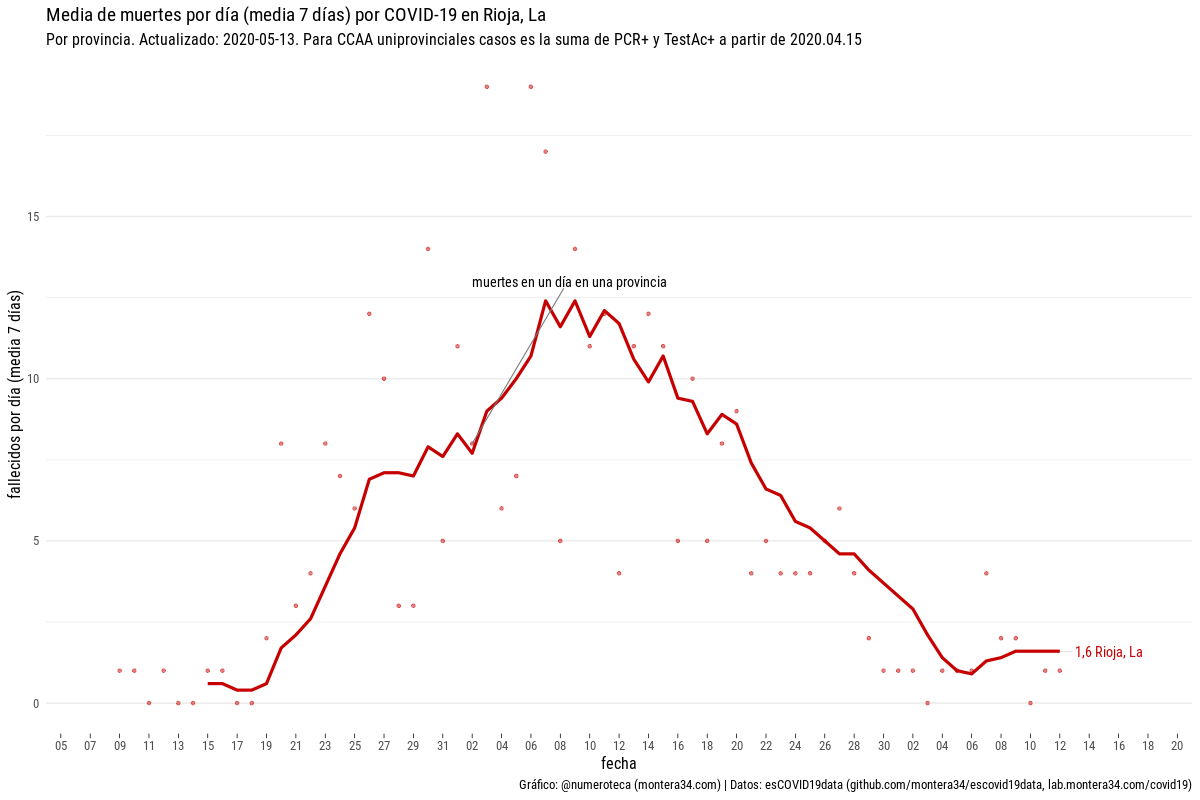 Media de muertes por día (media 7 días) por COVID-19 en Rioja, La
Por provincia. Actualizado: 2020-05-13. Para CCAA uniprovinciales casos es la suma de PCR+ y TestAc+ a partir de 2020.04.15
fallecidos por día (media 7 días)
15
10
5
0
muertes en un día en una provincia
1,6 Rioja, La
05 07 09 11 13 15 17 19 21 23 25 27 29 31 02 04 06 08 10 12 14 16 18 20 22 24 26 28 30 02 04 06 08 10 12 14 16 18 20
fecha
Gráfico: @numeroteca (montera34.com) | Datos: esCOVID19data (github.com/montera34/escovid19data, lab.montera34.com/covid19)